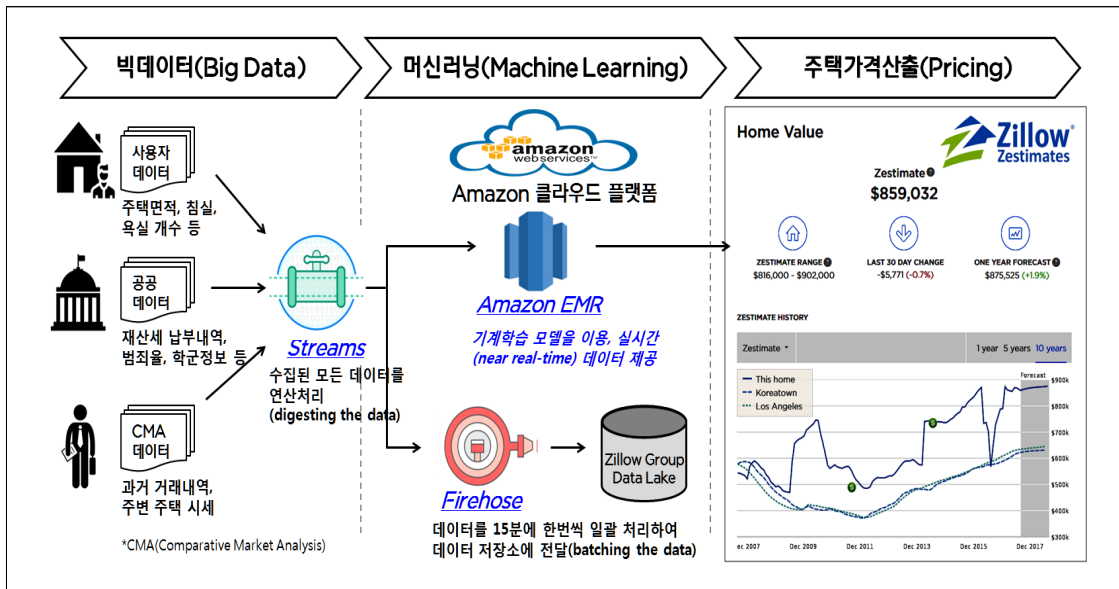 빅데이터(Big Data)
머신러닝(Machine Learning)
주택가격산출(Pricing)
사용자
데이터
주택면적, 침실,
욕실 개수 등
공공
데이터
재산세 납부내역,
범죄율, 학군정보 등
CMA
데이터
과거 거래내역,
주변 주택 시세
*CMA(Comparative Market Analysis)
Streams
수집된 모든 데이터를
연산처리
(digesting the data)
amazon
webservices™
Amazon 클라우드 플랫폼
Amazon EMR
기계학습 모델을 이용, 실시간
(near real-time) 데이터 제공
Firehose
데이터를 15분에 한번씩 일괄 처리하여
데이터 저장소에 전달(batching the data)
Zillow Group
Data Lake
Home Value
Zillow®
Zestimates
Zestimate
$859,032
ZESTIMATE RANGE
$816,000 - $902,000
LAST 30 DAY CHANGE
-$5,771 (-0.7%)
ONE YEAR FORECAST
$875,525 (+1.9%)
ZESTIMATE HISTORY
Zestimate
1 year 5 years 10 years
Forecast
This home
Koreatown
Los Angeles
$900k
$800k
$700k
$600k
$500k
$400k
$300k
ec 2007 Dec 2009 Dec 2011 Dec 2013 Dec 2015 Dec 2017